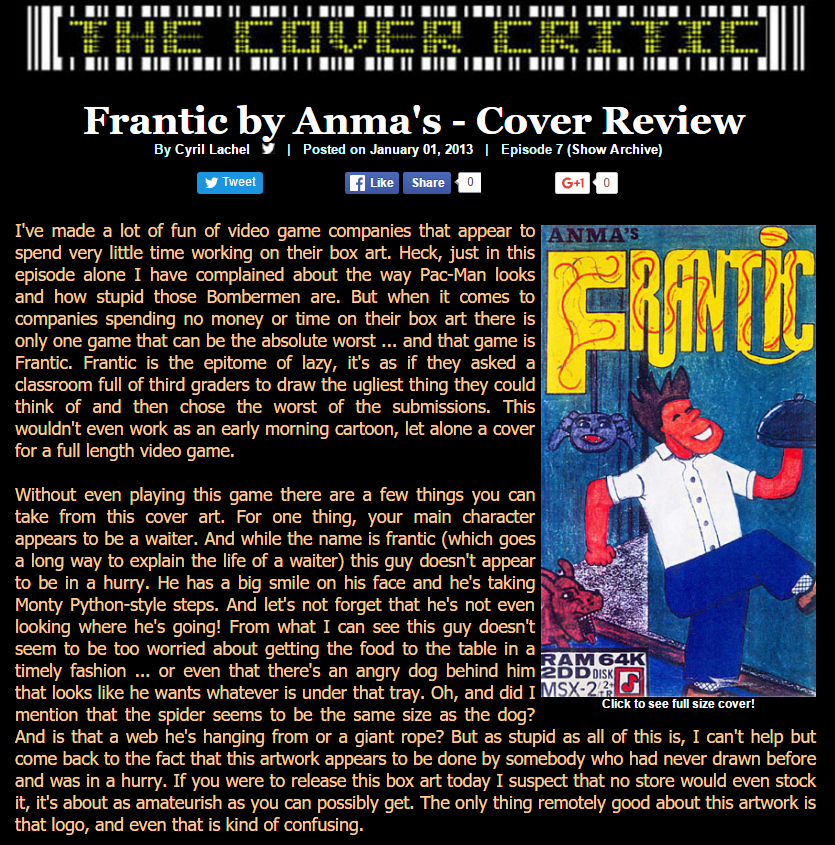 THE COVER CRITIC
Frantic by Anma's - Cover Review
By Cyril Lachel | Posted on January 01, 2013 | Episode 7 (Show Archive)
Tweet Like Share 0 G+1 0
I've made a lot of fun of video game companies that appear to
spend very little time working on their box art. Heck, just in this
episode alone I have complained about the way Pac-Man looks
and how stupid those Bombermen are. But when it comes to
companies spending no money or time on their box art there is
only one game that can be the absolute worst ... and that game is
Frantic. Frantic is the epitome of lazy, it's as if they asked a
classroom full of third graders to draw the ugliest thing they could
think of and then chose the worst of the submissions. This
wouldn't even work as an early morning cartoon, let alone a cover
for a full length video game.
Without even playing this game there are a few things you can
take from this cover art. For one thing, your main character
appears to be a waiter. And while the name is frantic (which goes
a long way to explain the life of a waiter) this guy doesn't appear
to be in a hurry. He has a big smile on his face and he's taking
Monty Python-style steps. And let's not forget that he's not even
looking where he's going! From what I can see this guy doesn't
seem to be too worried about getting the food to the table in a
timely fashion ... or even that there's an angry dog behind him
that looks like he wants whatever is under that tray. Oh, and did I
mention that the spider seems to be the same size as the dog?
And is that a web he's hanging from or a giant rope? But as stupid as all of this is, I can't help but
come back to the fact that this artwork appears to be done by somebody who had never drawn before
and was in a hurry. If you were to release this box art today I suspect that no store would even stock
it, it's about as amateurish as you can possibly get. The only thing remotely good about this artwork is
that logo, and even that is kind of confusing.
ANMA'S
FRANTIC
RAM 64K
2DD DISK
MSX-2 2+
Click to see full size cover!